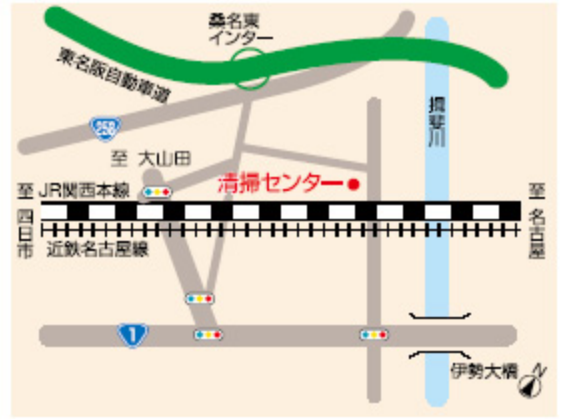 桑名東
インター
東名阪自動車道
258
揖斐川
至 大山田
清掃センター
至 JR関西本線
至 四日市
至 名古屋
近鉄名古屋線
1
伊勢大橋
N